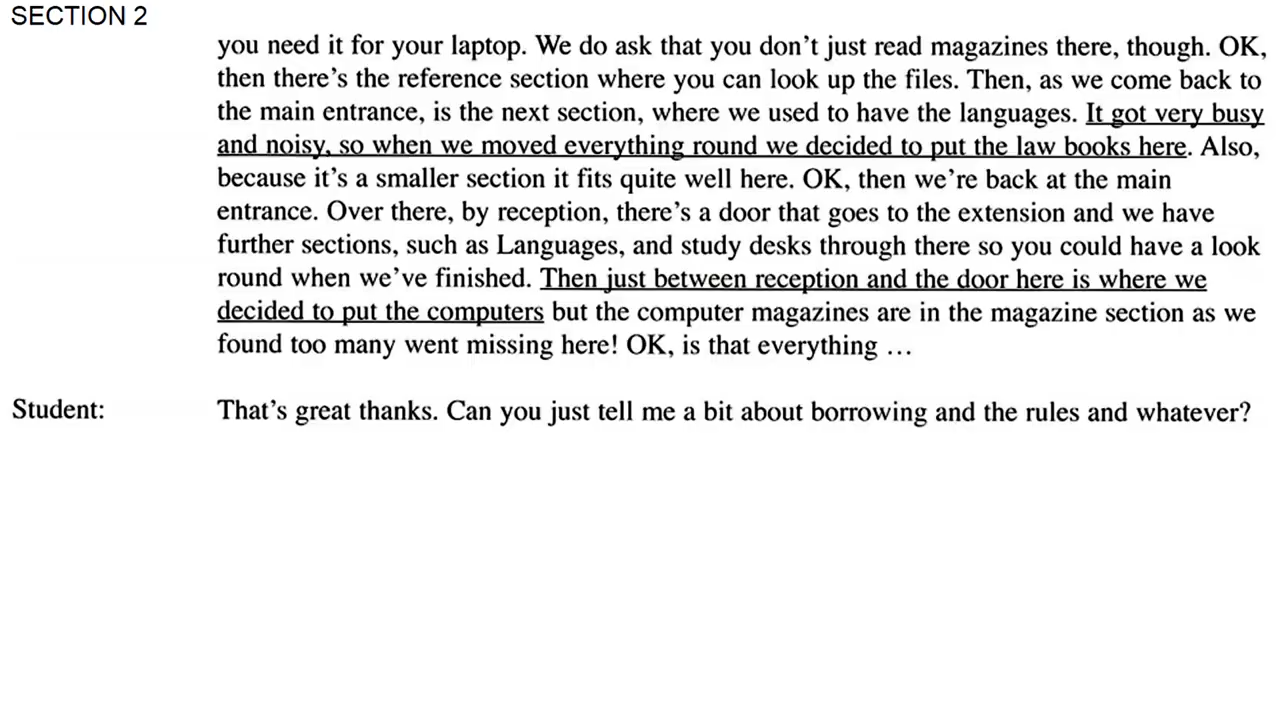 SECTION 2
you need it for your laptop. We do ask that you don't just read magazines there, though. OK,
then there's the reference section where you can look up the files. Then, as we come back to
the main entrance, is the next section, where we used to have the languages. It got very busy
and noisy, so when we moved everything round we decided to put the law books here. Also,
because it's a smaller section it fits quite well here. OK, then we're back at the main
entrance. Over there, by reception, there's a door that goes to the extension and we have
further sections, such as Languages, and study desks through there so you could have a look
round when we've finished. Then just between reception and the door here is where we
decided to put the computers but the computer magazines are in the magazine section as we
found too many went missing here! OK, is that everything …
Student: That's great thanks. Can you just tell me a bit about borrowing and the rules and whatever?